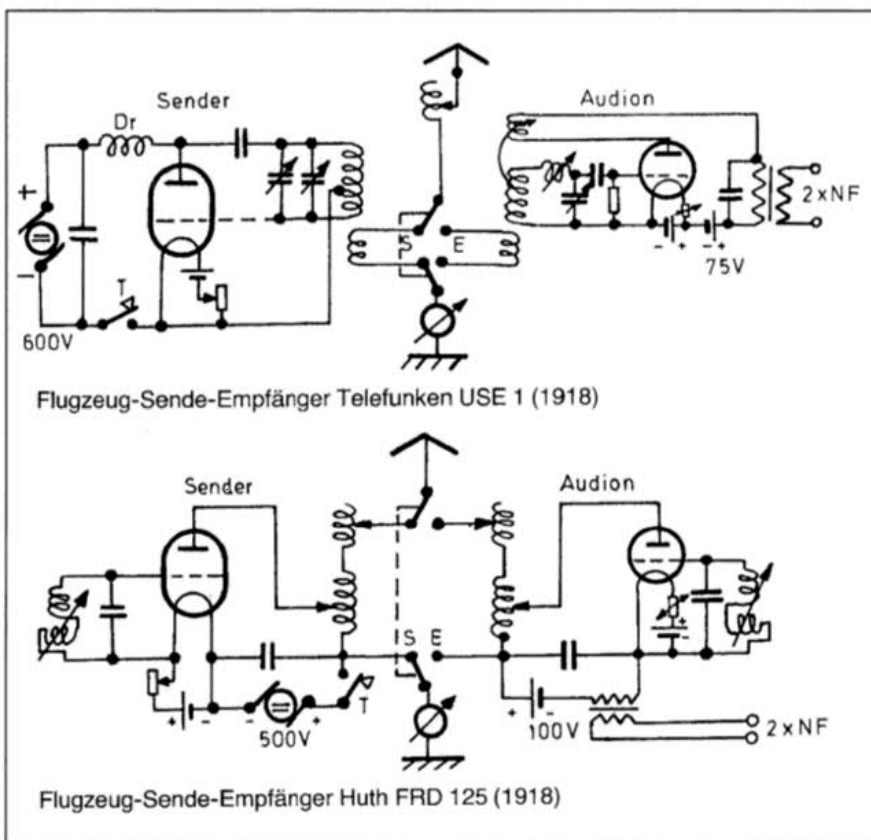 Sender
Audion
Dr
+
-
T
600V
S E
- + - +
75V
2xNF
Flugzeug-Sende-Empfänger Telefunken USE 1 (1918)
Sender
Audion
S E
+ - - +
500V
T
+ -
+ -
100V
2xNF
Flugzeug-Sende-Empfänger Huth FRD 125 (1918)